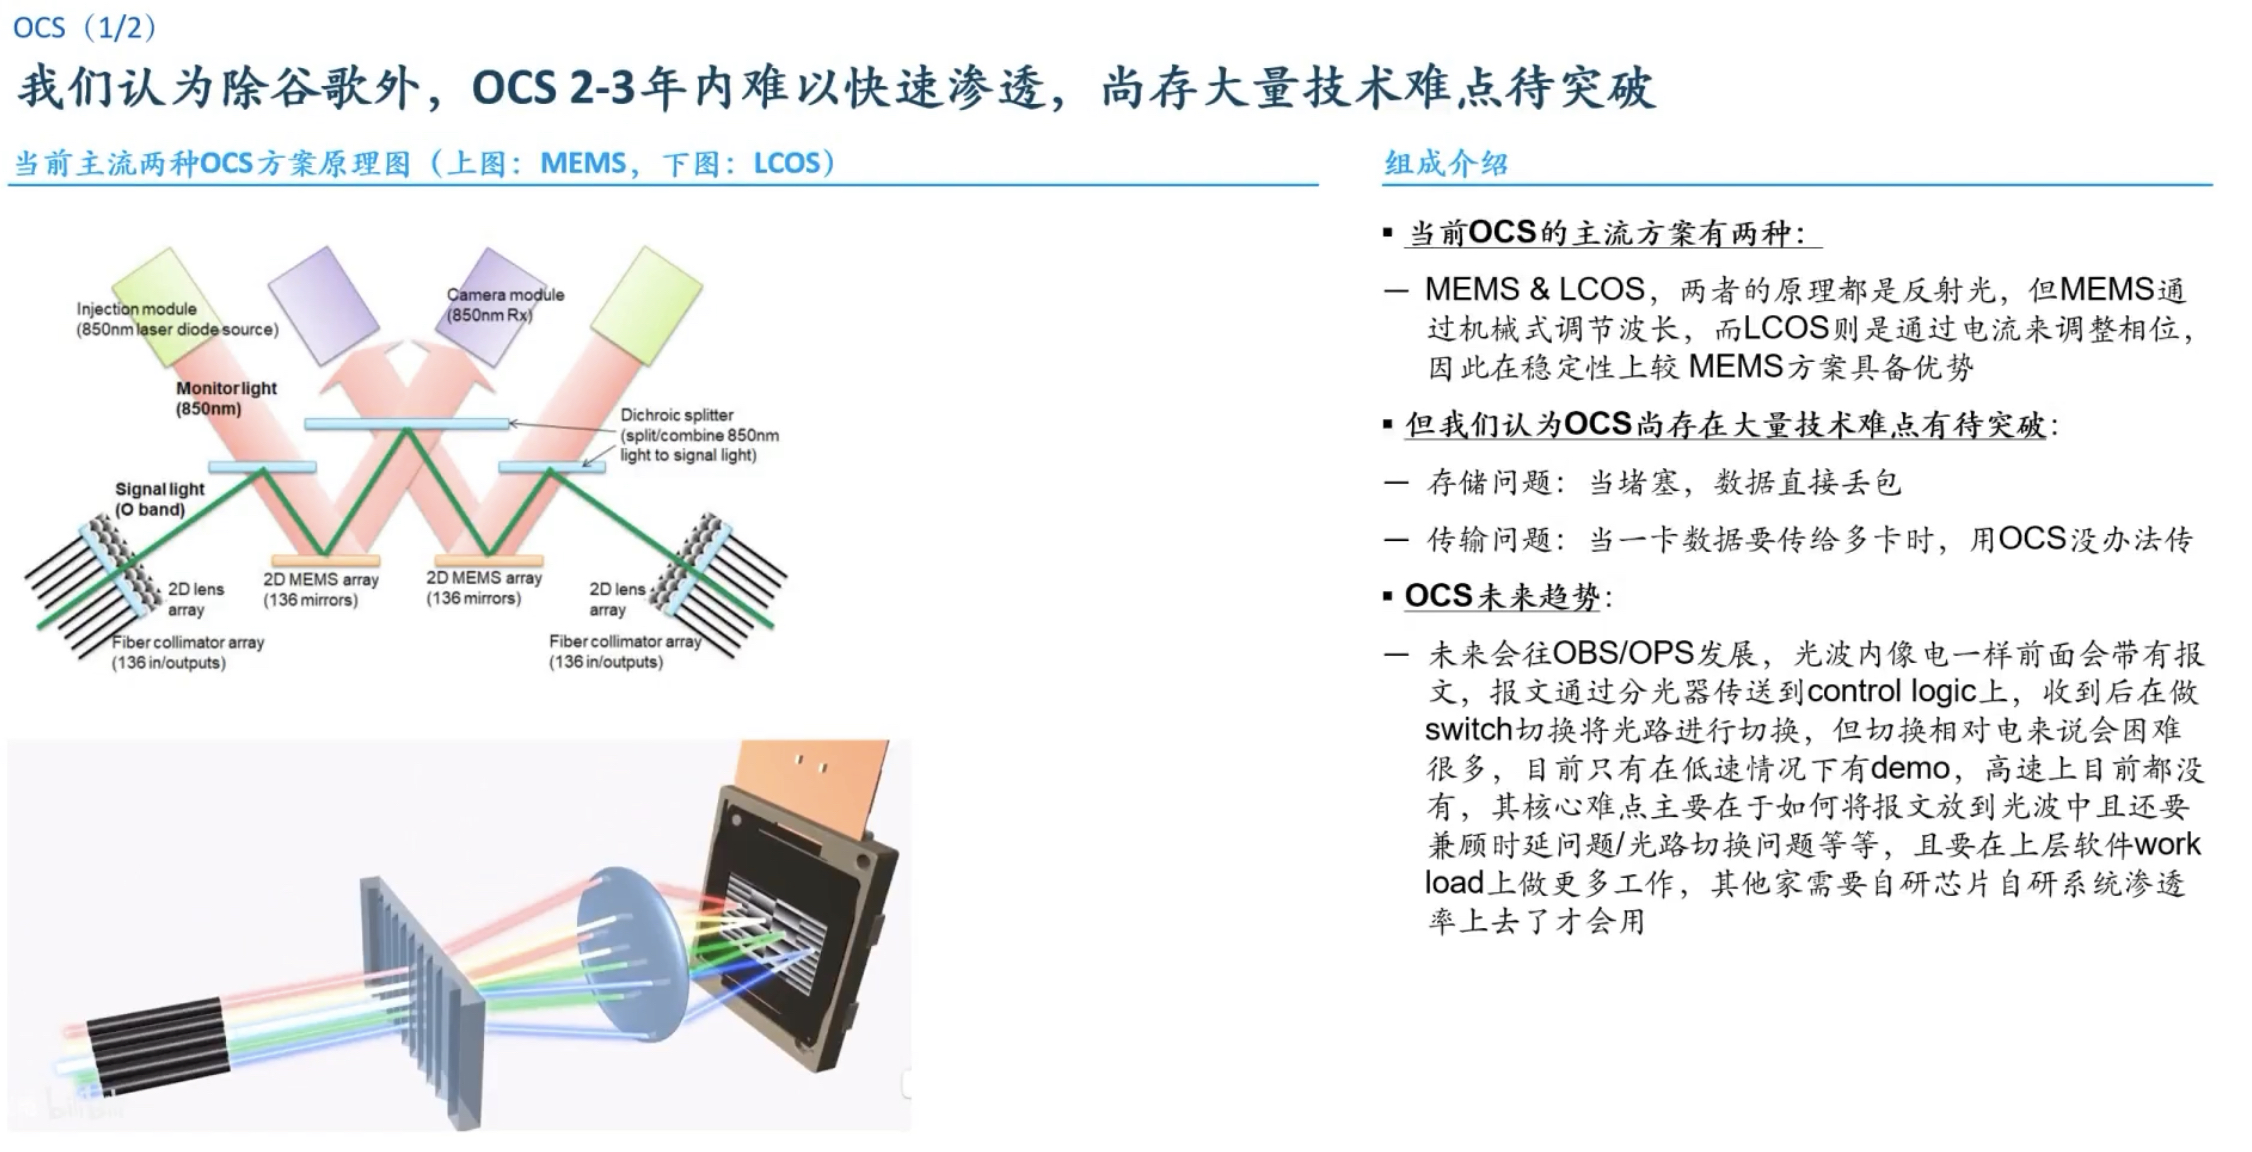 OCS（1/2）
我们认为除谷歌外，OCS 2-3年内难以快速渗透，尚存大量技术难点待突破
当前主流两种OCS方案原理图（上图：MEMS，下图：LCOS）
Injection module
(850nm laser diode source)
Camera module
(850nm Rx)
Monitor light
(850nm)
Dichroic splitter
(split/combine 850nm
light to signal light)
Signal light
(O band)
2D MEMS array
(136 mirrors)
2D MEMS array
(136 mirrors)
2D lens
array
2D lens
array
Fiber collimator array
(136 in/outputs)
Fiber collimator array
(136 in/outputs)
bilibili
组成介绍
▪ 当前OCS的主流方案有两种：
— MEMS & LCOS，两者的原理都是反射光，但MEMS通
过机械式调节波长，而LCOS则是通过电流来调整相位，
因此在稳定性上较 MEMS方案具备优势
▪ 但我们认为OCS尚存在大量技术难点有待突破：
— 存储问题：当堵塞，数据直接丢包
— 传输问题：当一卡数据要传给多卡时，用OCS没办法传
▪ OCS未来趋势：
— 未来会往OBS/OPS发展，光波内像电一样前面会带有报
文，报文通过分光器传送到control logic上，收到后在做
switch切换将光路进行切换，但切换相对电来说会困难
很多，目前只有在低速情况下有demo，高速上目前都没
有，其核心难点主要在于如何将报文放到光波中且还要
兼顾时延问题/光路切换问题等等，且要在上层软件work
load上做更多工作，其他家需要自研芯片自研系统渗透
率上去了才会用